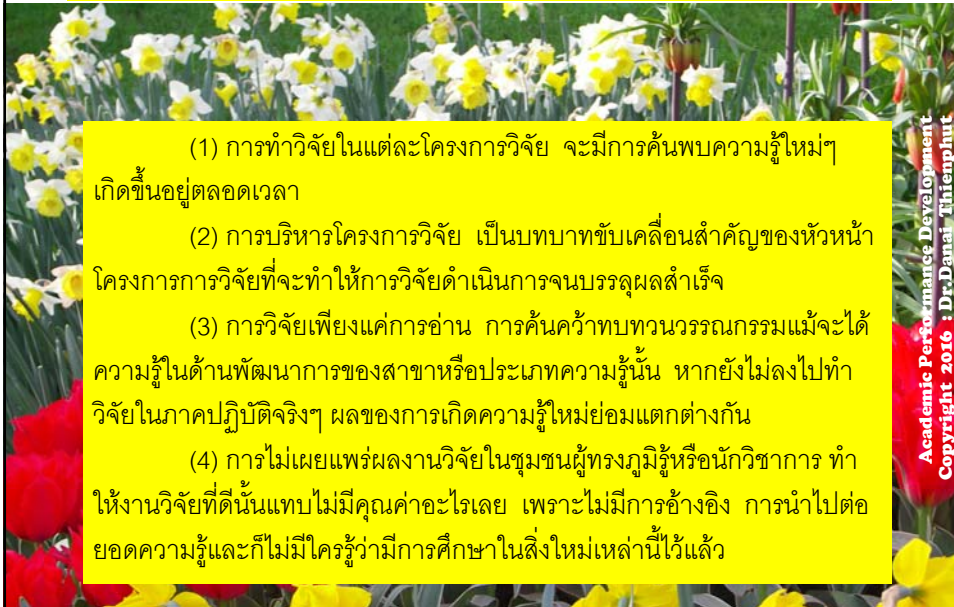 (1) การทำวิจัยในแต่ละโครงการวิจัย จะมีการค้นพบความรู้ใหม่ๆ
เกิดขึ้นอยู่ตลอดเวลา
(2) การบริหารโครงการวิจัย เป็นบทบาทขับเคลื่อนสำคัญของหัวหน้า
โครงการการวิจัยที่จะทำให้การวิจัยดำเนินการจนบรรลุผลสำเร็จ
(3) การวิจัยเพียงแค่การอ่าน การค้นคว้าทบทวนวรรณกรรมแม้จะได้
ความรู้ในด้านพัฒนาการของสาขาหรือประเภทความรู้นั้น หากยังไม่ลงไปทำ
วิจัยในภาคปฏิบัติจริงๆ ผลของการเกิดความรู้ใหม่ย่อมแตกต่างกัน
(4) การไม่เผยแพร่ผลงานวิจัยในชุมชนผู้ทรงภูมิรู้หรือนักวิชาการ ทำ
ให้งานวิจัยที่ดีนั้นแทบไม่มีคุณค่าอะไรเลย เพราะไม่มีการอ้างอิง การนำไปต่อ
ยอดความรู้และก็ไม่มีใครรู้ว่ามีการศึกษาในสิ่งใหม่เหล่านี้ไว้แล้ว
Academic Performance Development
Copyright 2016 : Dr.Danai Thienphut